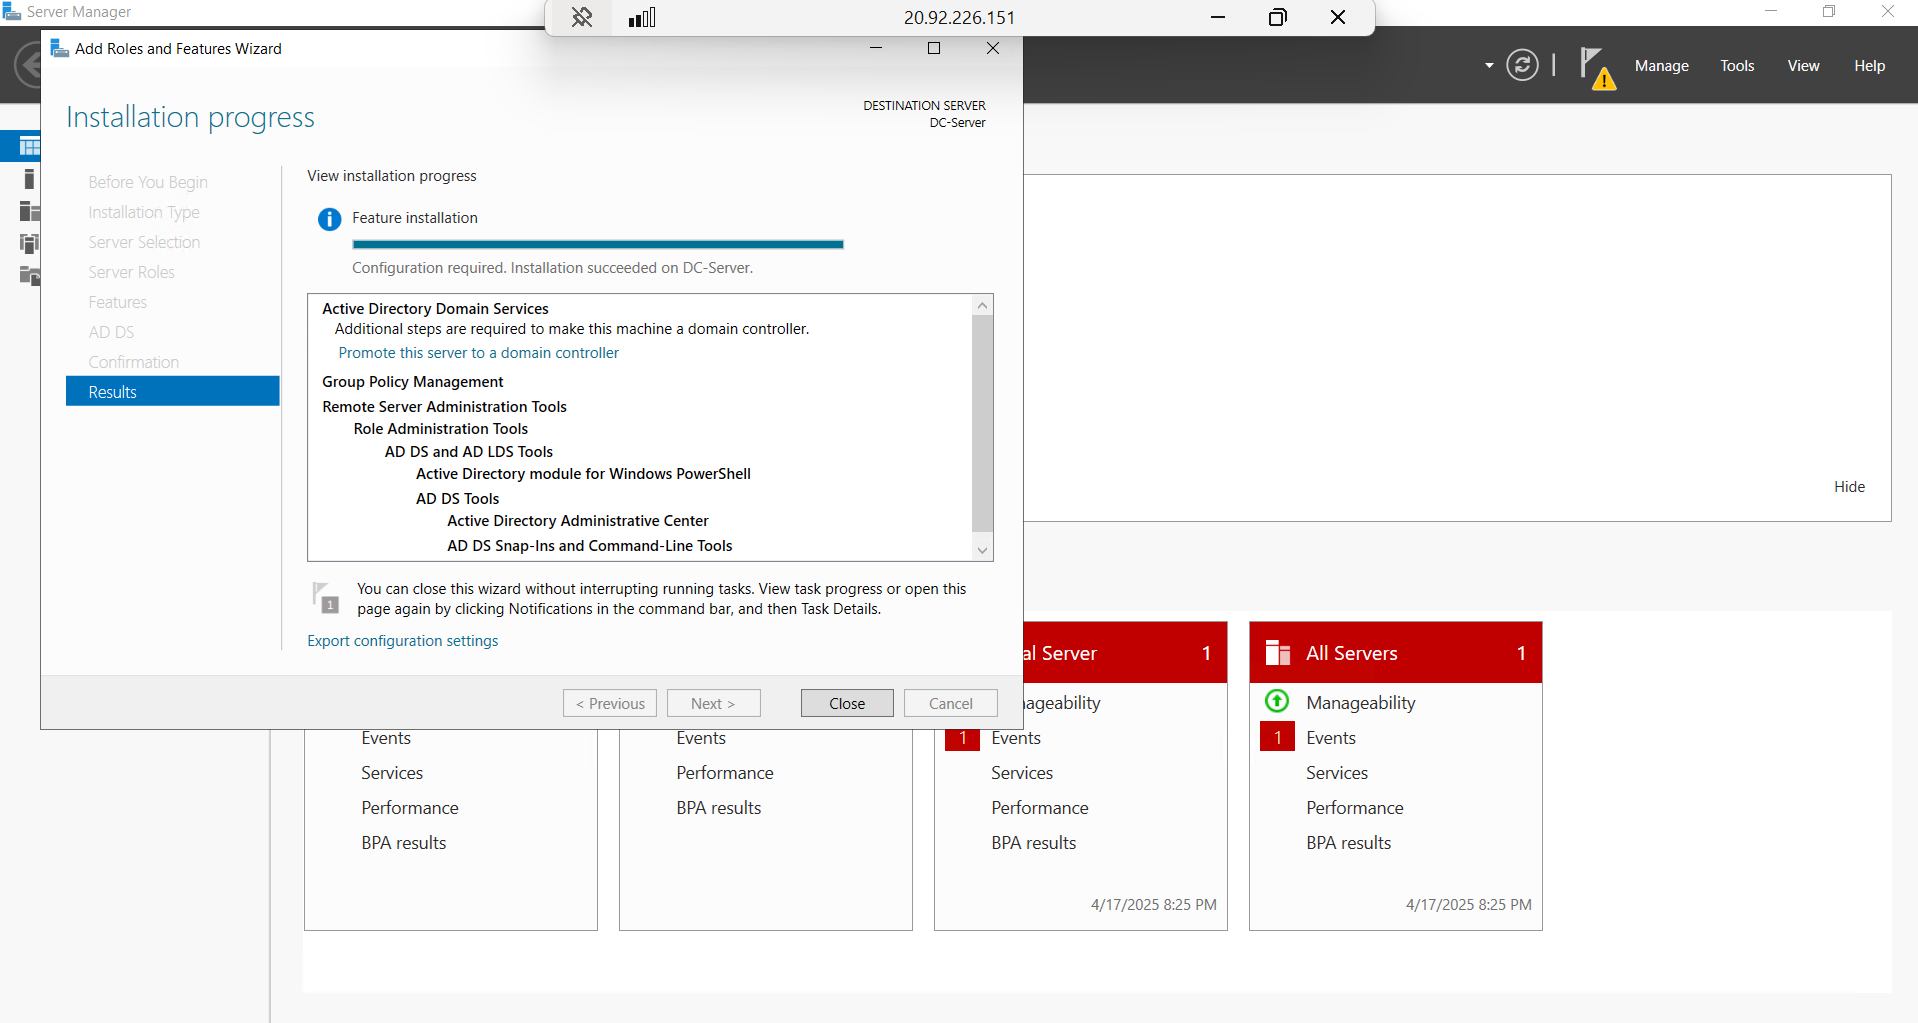 Server Manager
20.92.226.151
Add Roles and Features Wizard
Manage
Tools
View
Help
Installation progress
DESTINATION SERVER
DC-Server
Before You Begin
Installation Type
Server Selection
Server Roles
Features
AD DS
Confirmation
Results
View installation progress
Feature installation
Configuration required. Installation succeeded on DC-Server.
Active Directory Domain Services
Additional steps are required to make this machine a domain controller.
Promote this server to a domain controller
Group Policy Management
Remote Server Administration Tools
Role Administration Tools
AD DS and AD LDS Tools
Active Directory module for Windows PowerShell
AD DS Tools
Active Directory Administrative Center
AD DS Snap-Ins and Command-Line Tools
1
You can close this wizard without interrupting running tasks. View task progress or open this
page again by clicking Notifications in the command bar, and then Task Details.
Export configuration settings
< Previous
Next >
Close
Cancel
Hide
Events
Services
Performance
BPA results
Events
Performance
BPA results
al Server 1
ageability
1 Events
Services
Performance
BPA results
4/17/2025 8:25 PM
All Servers 1
Manageability
1 Events
Services
Performance
BPA results
4/17/2025 8:25 PM